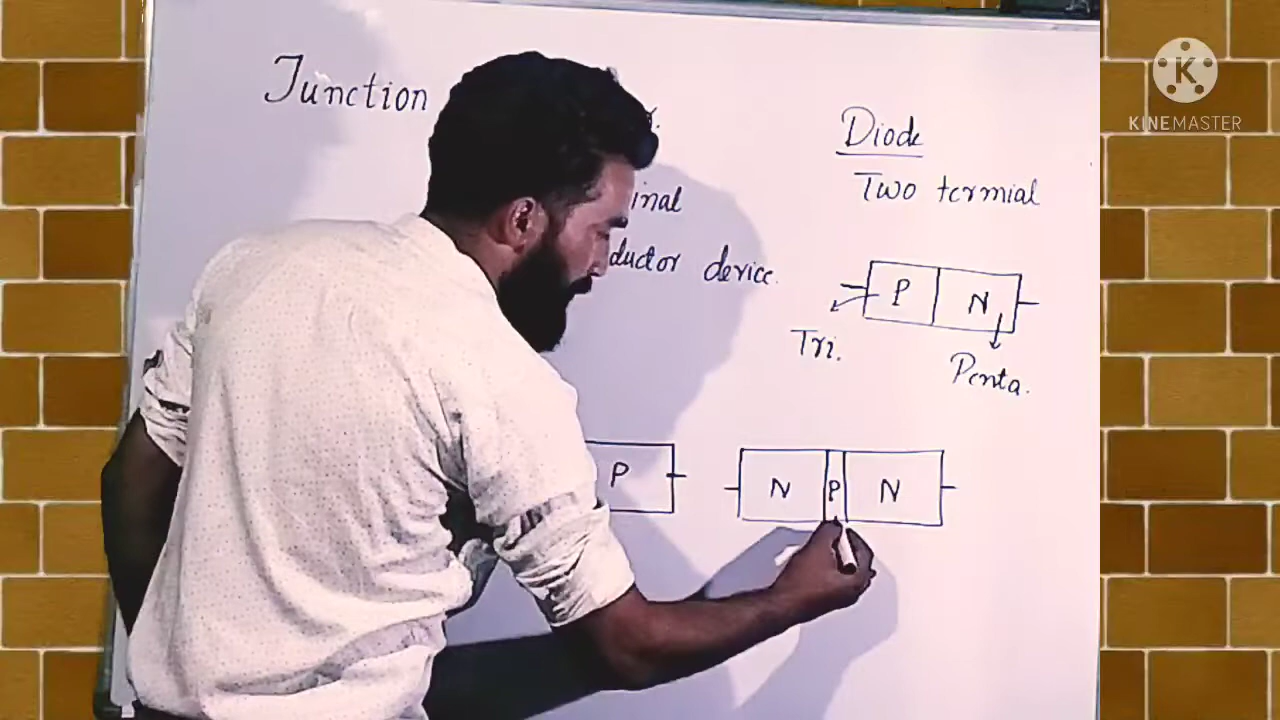 Junction
Diode
Two termial
inal
ductor device.
P N
Tri.
Penta.
P
N P N
K
KINEMASTER